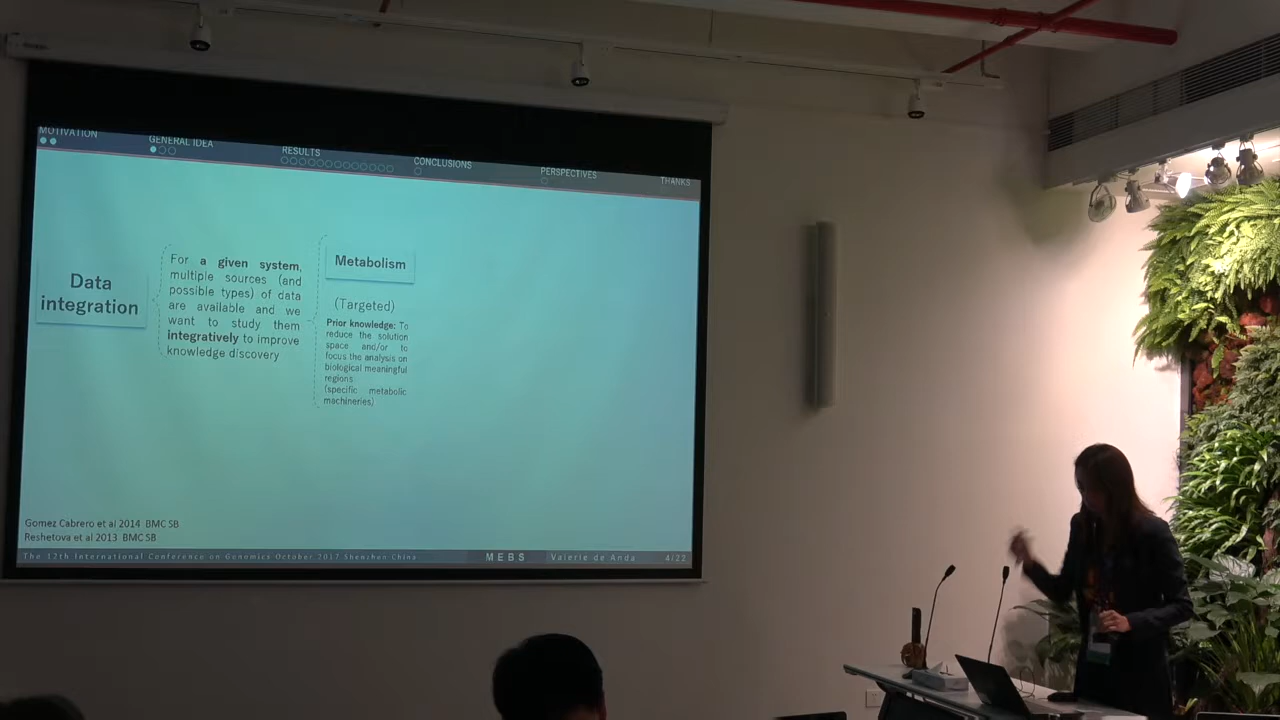 MOTIVATION
GENERAL IDEA
RESULTS
CONCLUSIONS
PERSPECTIVES
THANKS
Data
integration
For a given system,
multiple sources (and
possible types) of data
are available and we
want to study them
integratively to improve
knowledge discovery
Metabolism
(Targeted)
Prior knowledge: To
reduce the solution
space and/or to
focus the analysis on
biological meaningful
regions
(specific metabolic
machineries)
Gomez Cabrero et al 2014 BMC SB
Reshetova et al 2013 BMC SB
The 12th International Conference on Genomics October 2017 Shenzhen China
MEBS
Valerie de Anda
4/22